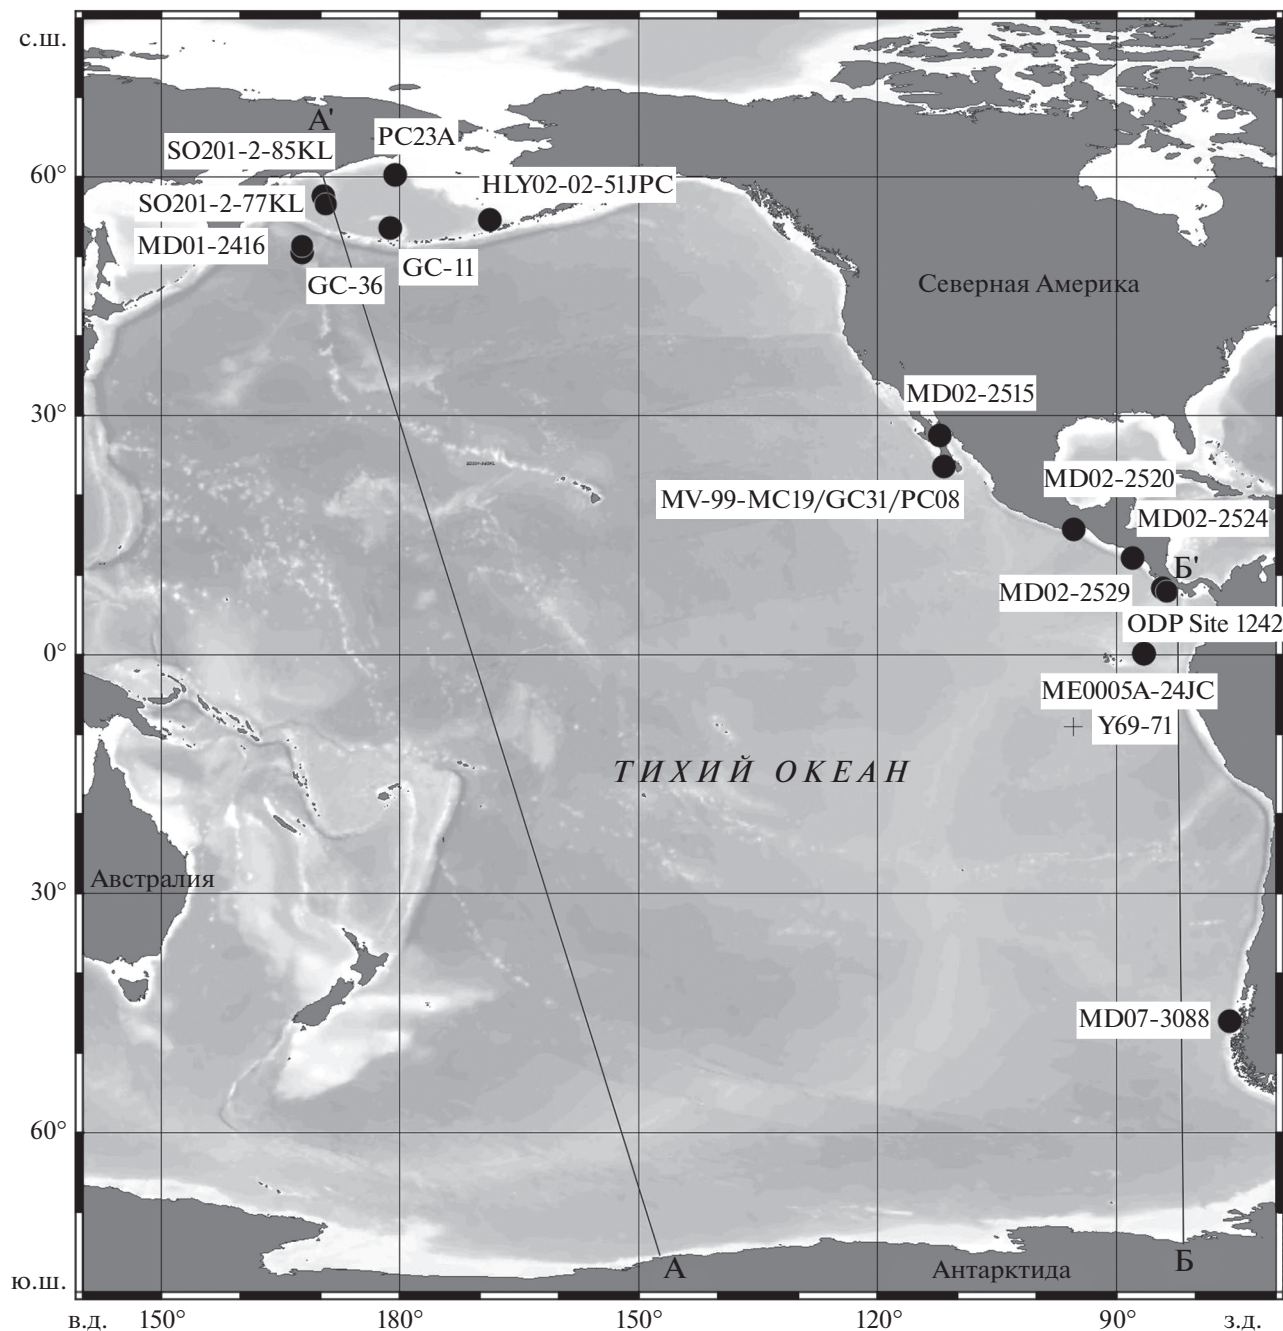 с.ш.
А'
PC23A
SO201-2-85KL
60°
HLY02-02-51JPC
SO201-2-77KL
MD01-2416
GC-11
GC-36
Северная Америка
MD02-2515
30°
MD02-2520
MV-99-MC19/GC31/PC08
MD02-2524
Б'
MD02-2529
ODP Site 1242
0°
ME0005A-24JC
Y69-71
ТИХИЙ ОКЕАН
Австралия
30°
MD07-3088
60°
А
Антарктида
Б
ю.ш.
в.д. 150° 180° 150° 120° 90° з.д.